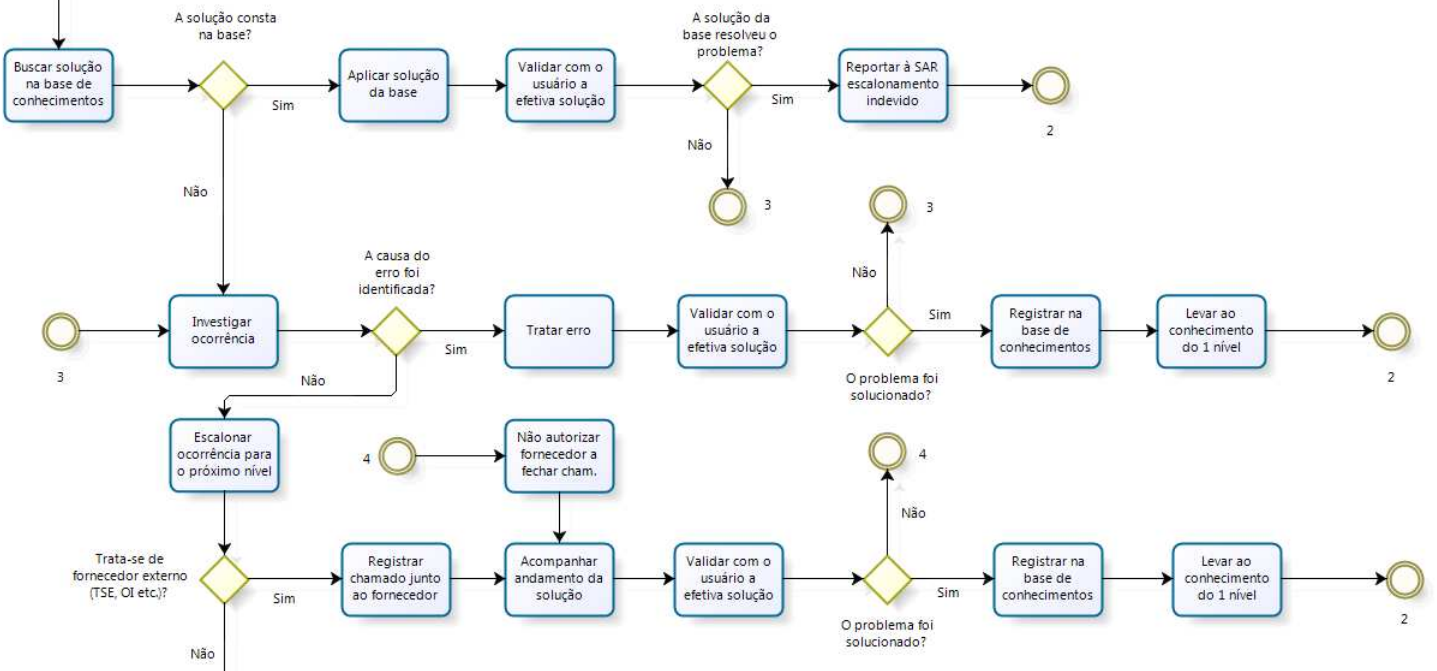 A solução consta
na base?
A solução da
base resolveu o
problema?
Buscar solução
na base de
conhecimentos
Sim
Aplicar solução
da base
Validar com o
usuário a
efetiva solução
Sim
Reportar à SAR
escalonamento
indevido
2
Não
Não
3
3
A causa do
erro foi
identificada?
Não
3
Investigar
ocorrência
Sim
Tratar erro
Validar com o
usuário a
efetiva solução
Sim
O problema foi
solucionado?
Registrar na
base de
conhecimentos
Levar ao
conhecimento
do 1 nível
2
Não
Escalonar
ocorrência para
o próximo nível
4
Não autorizar
fornecedor a
fechar cham.
4
Não
Trata-se de
fornecedor externo
(TSE, OI etc.)?
Sim
Registrar
chamado junto
ao fornecedor
Acompanhar
andamento da
solução
Validar com o
usuário a
efetiva solução
Sim
O problema foi
solucionado?
Registrar na
base de
conhecimentos
Levar ao
conhecimento
do 1 nível
2
Não